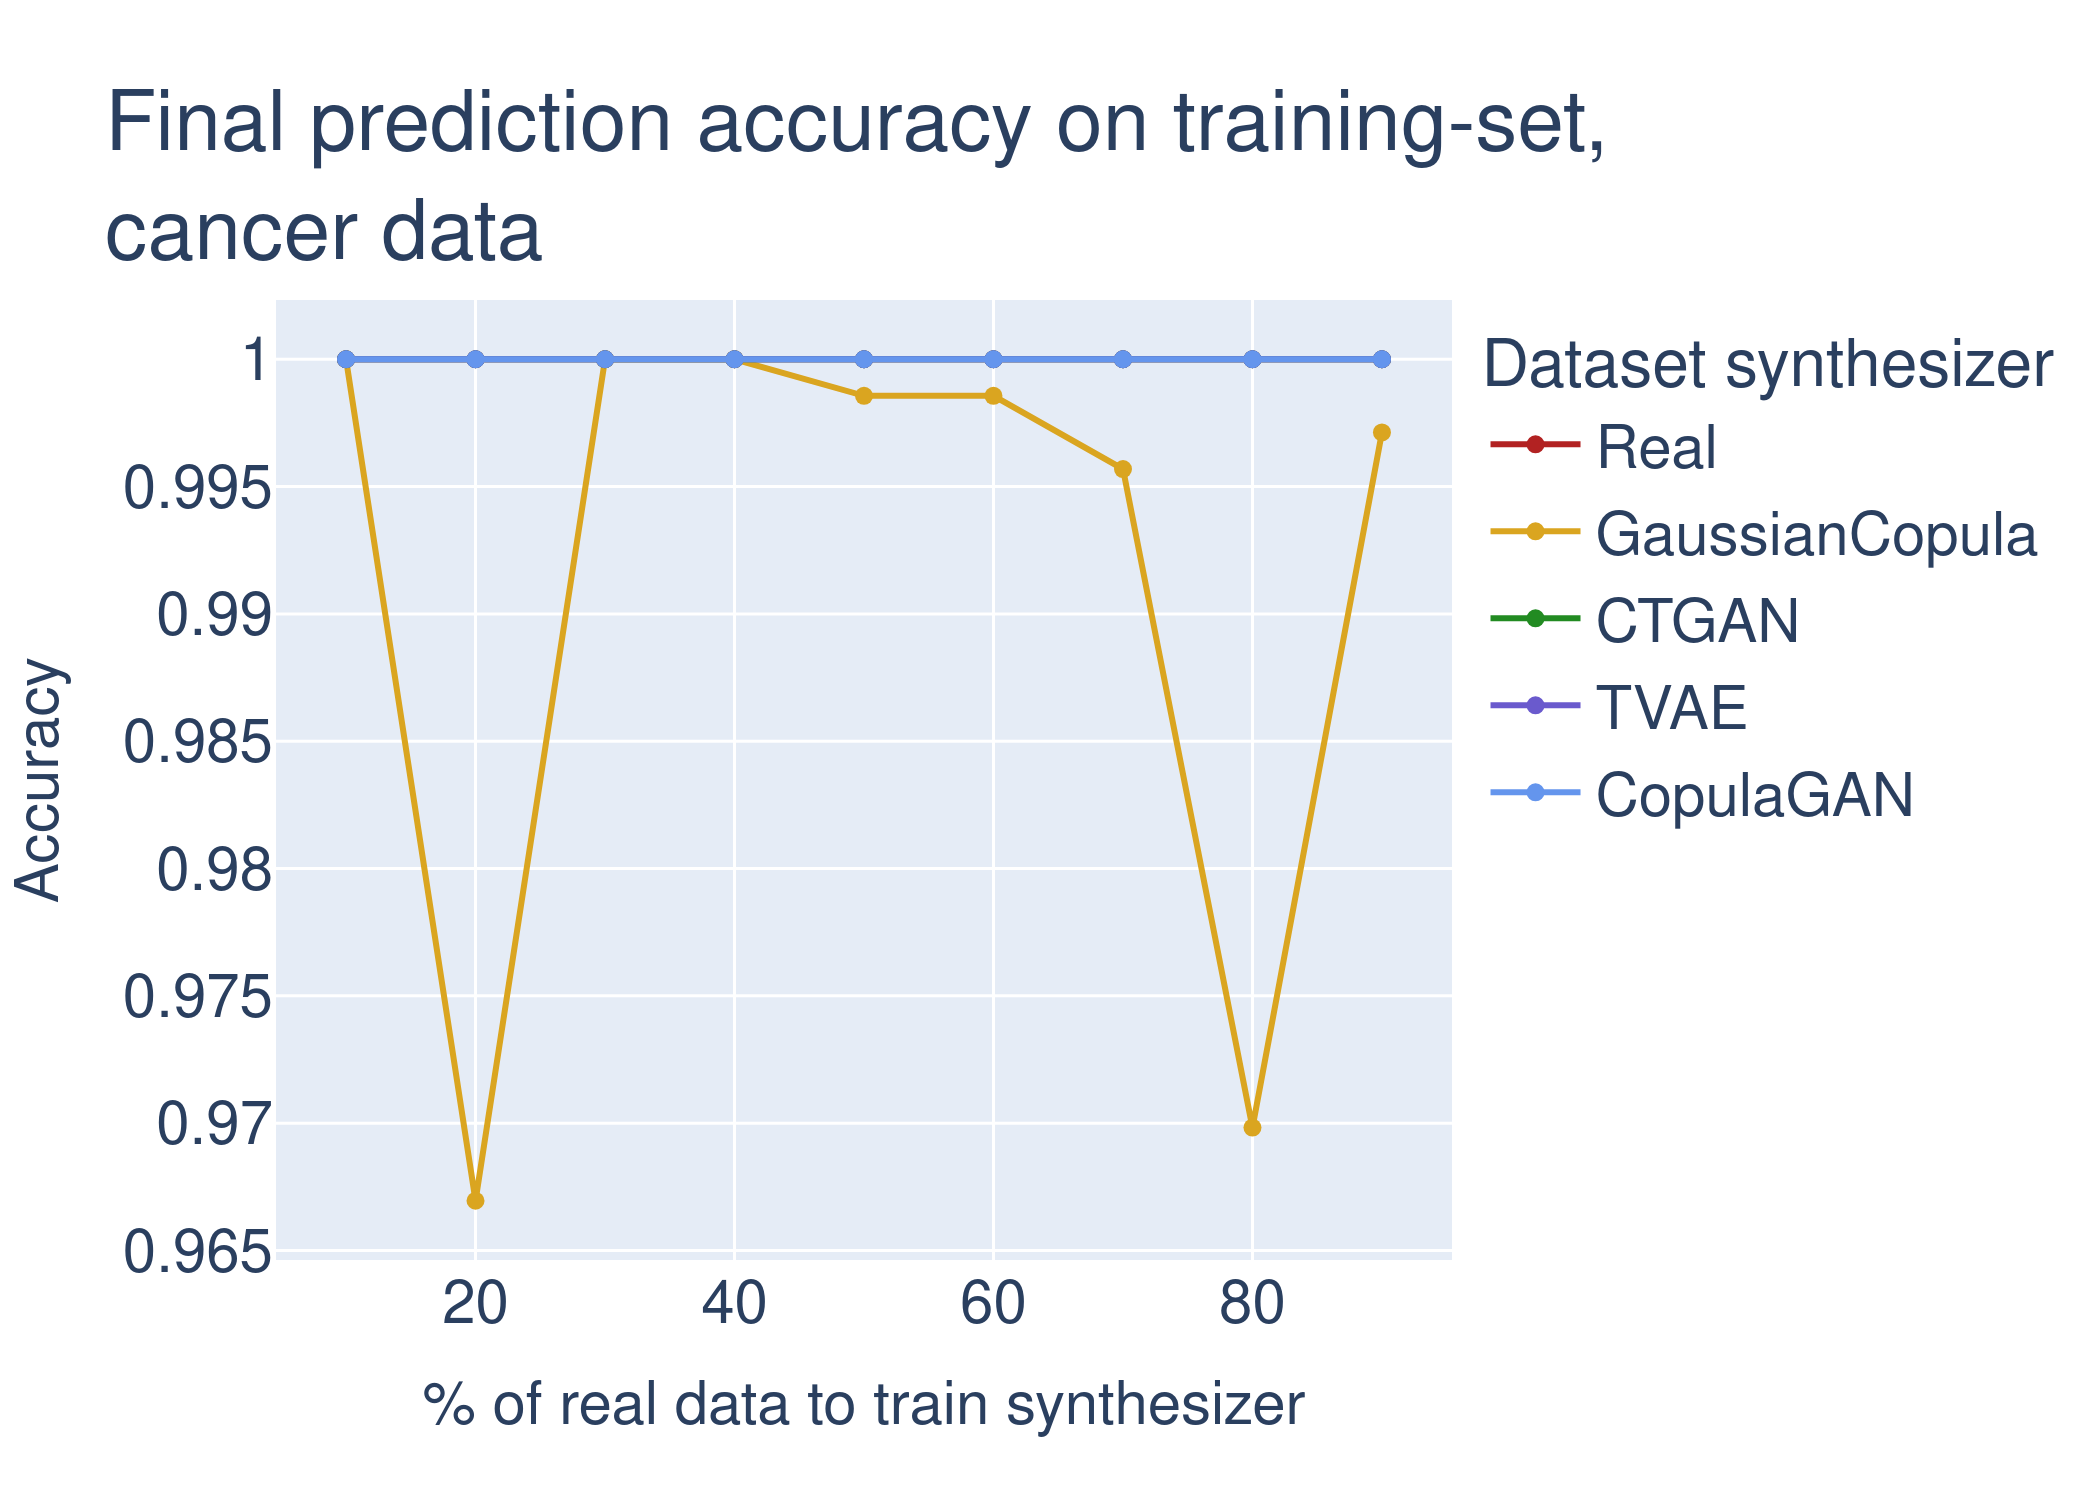 Final prediction accuracy on training-set,
cancer data
Dataset synthesizer
Real
GaussianCopula
CTGAN
TVAE
CopulaGAN
Accuracy
1
0.995
0.99
0.985
0.98
0.975
0.97
0.965
20 40 60 80
% of real data to train synthesizer